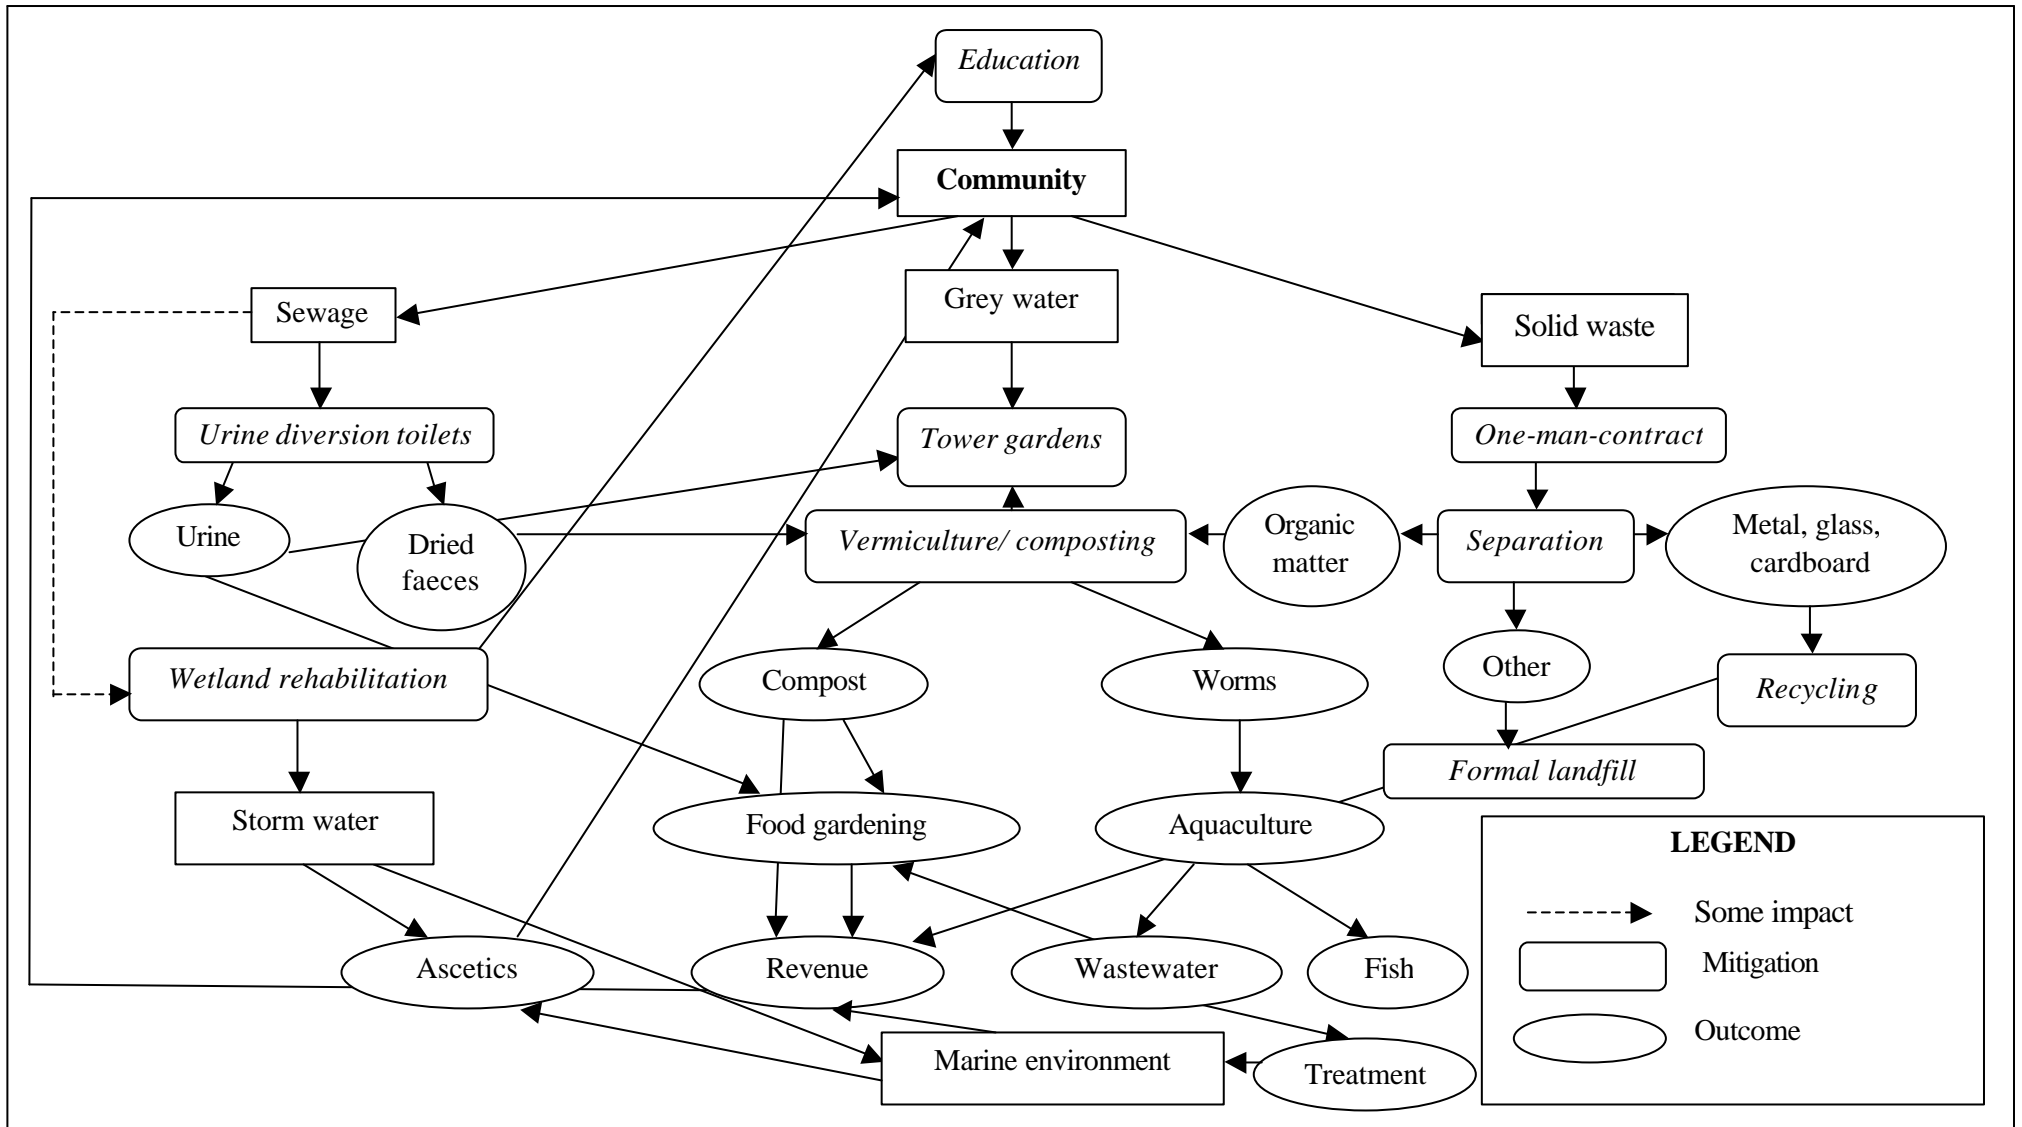 Education
Community
Sewage
Grey water
Solid waste
Urine diversion toilets
Tower gardens
One-man-contract
Urine
Dried
faeces
Vermiculture/ composting
Organic
matter
Separation
Metal, glass,
cardboard
Wetland rehabilitation
Compost
Worms
Other
Recycling
Formal landfill
Storm water
Food gardening
Aquaculture
Ascetics
Revenue
Wastewater
Fish
Marine environment
Treatment
LEGEND
Some impact
Mitigation
Outcome